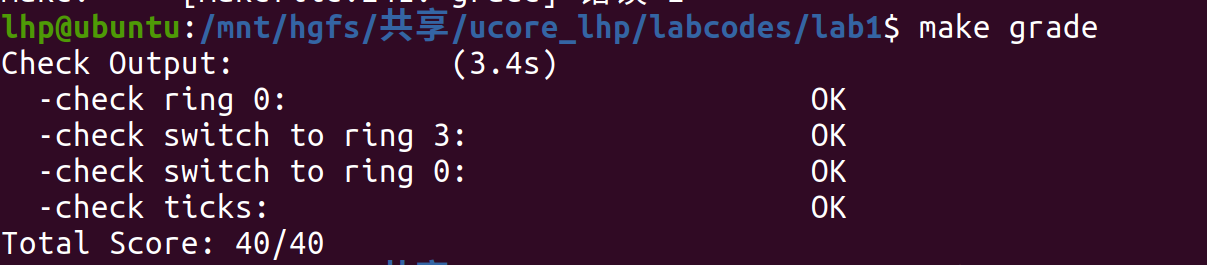 lhp@ubuntu:/mnt/hgfs/共享/ucore_lhp/labcodes/lab1$ make grade
Check Output:            (3.4s)
  -check ring 0:                             OK
  -check switch to ring 3:                   OK
  -check switch to ring 0:                   OK
  -check ticks:                              OK
Total Score: 40/40